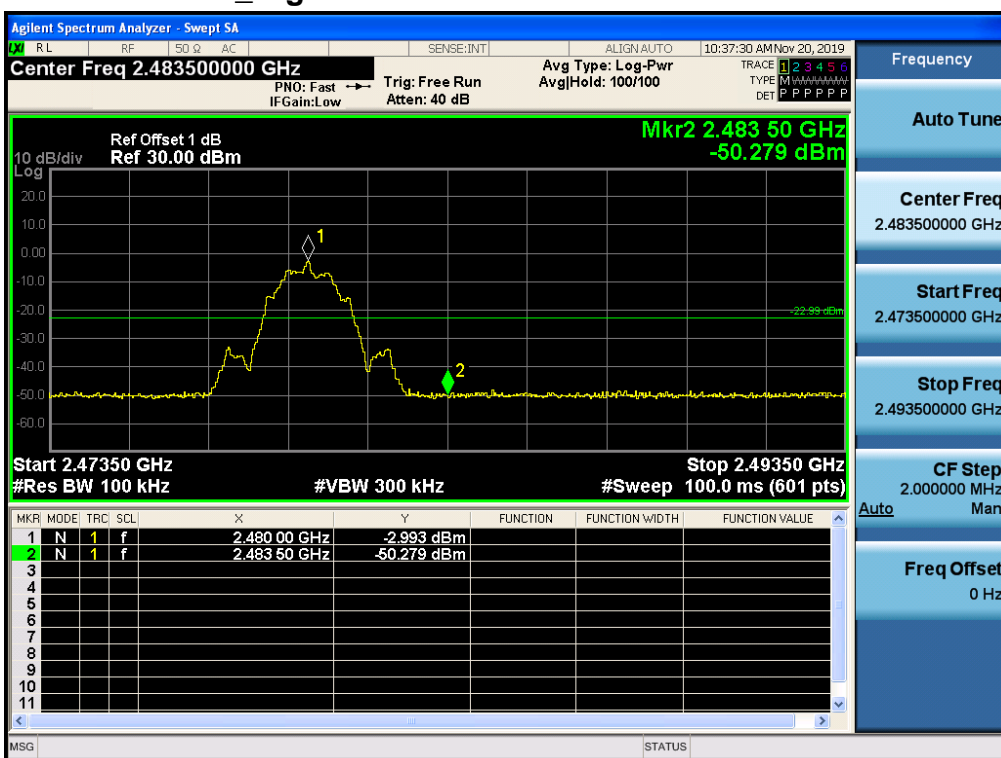 Agilent Spectrum Analyzer - Swept SA
LXI RL RF 50 Ω AC SENSE:INT ALIGN AUTO 10:37:30 AM Nov 20, 2019
Center Freq 2.483500000 GHz
PNO: Fast
IFGain:Low
Trig: Free Run
Atten: 40 dB
Avg Type: Log-Pwr
Avg|Hold: 100/100
TRACE 1 2 3 4 5 6
TYPE M W W W W W
DET P P P P P P
Mkr2 2.483 50 GHz
-50.279 dBm
Ref Offset 1 dB
10 dB/div Ref 30.00 dBm
Log
20.0
10.0
0.00
-10.0
-20.0
-30.0
-40.0
-50.0
-60.0
1
-22.99 dBm
2
Start 2.47350 GHz Stop 2.49350 GHz
#Res BW 100 kHz #VBW 300 kHz #Sweep 100.0 ms (601 pts)
MKR MODE TRC SCL X Y FUNCTION FUNCTION WIDTH FUNCTION VALUE
1 N 1 f 2.480 00 GHz -2.993 dBm
2 N 1 f 2.483 50 GHz -50.279 dBm
3
4
5
6
7
8
9
10
11
MSG STATUS
Frequency
Auto Tune
Center Freq
2.483500000 GHz
Start Freq
2.473500000 GHz
Stop Freq
2.493500000 GHz
CF Step
2.000000 MHz
Auto Man
Freq Offset
0 Hz